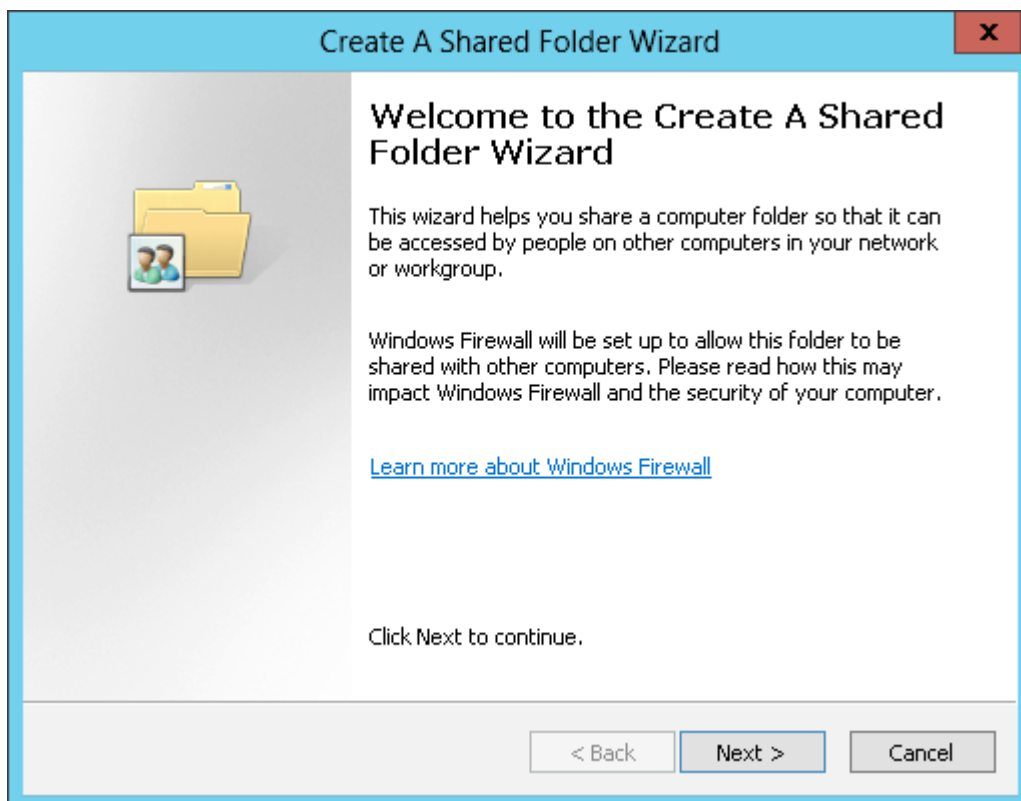 Create A Shared Folder Wizard
x
Welcome to the Create A Shared
Folder Wizard
This wizard helps you share a computer folder so that it can
be accessed by people on other computers in your network
or workgroup.
Windows Firewall will be set up to allow this folder to be
shared with other computers. Please read how this may
impact Windows Firewall and the security of your computer.
Learn more about Windows Firewall
Click Next to continue.
< Back
Next >
Cancel